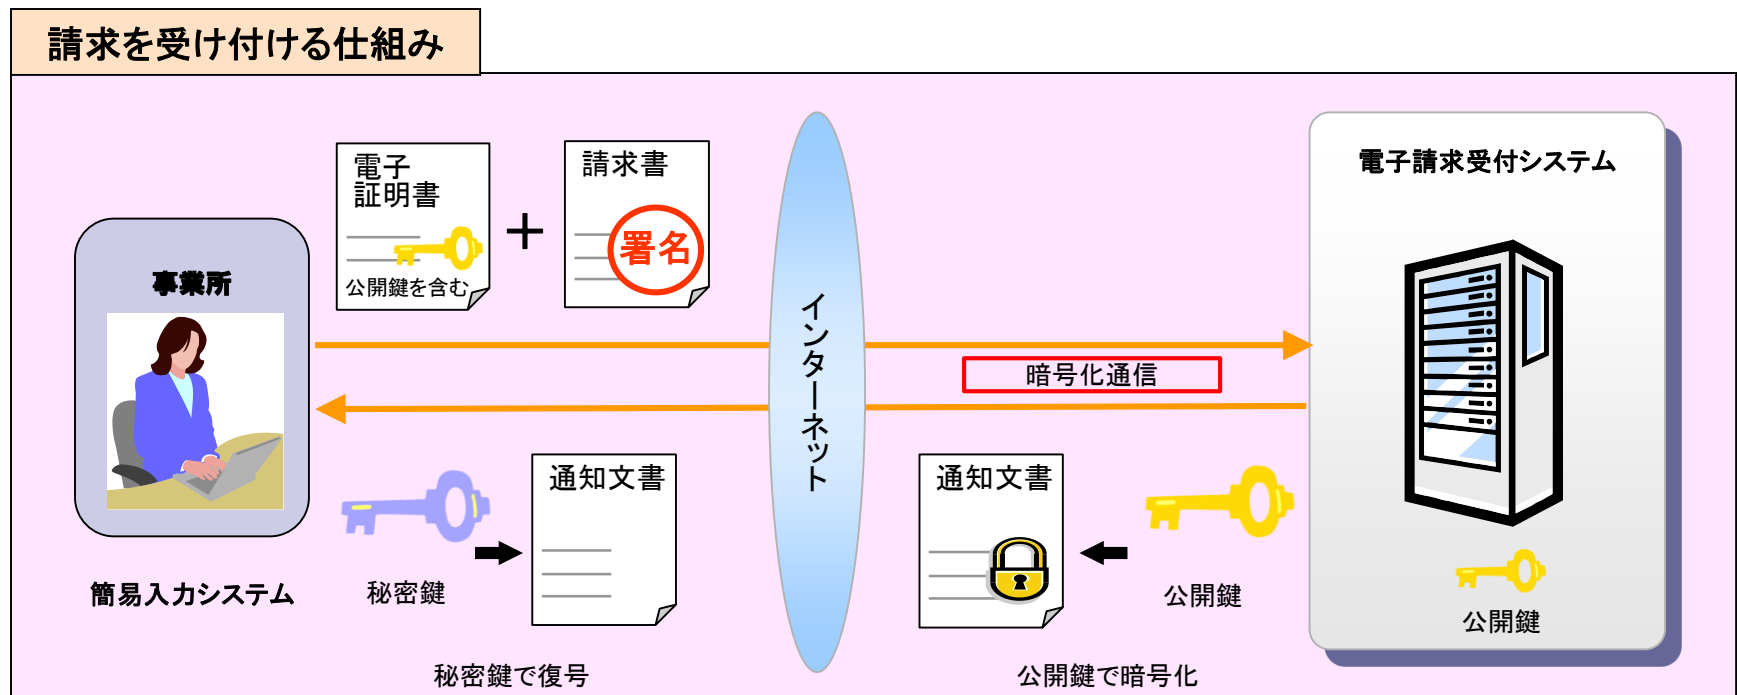 請求を受け付ける仕組み
電子
証明書
公開鍵を含む
＋
請求書
署名
事業所
簡易入力システム
インターネット
電子請求受付システム
暗号化通信
秘密鍵
通知文書
秘密鍵で復号
通知文書
公開鍵
公開鍵で暗号化
公開鍵